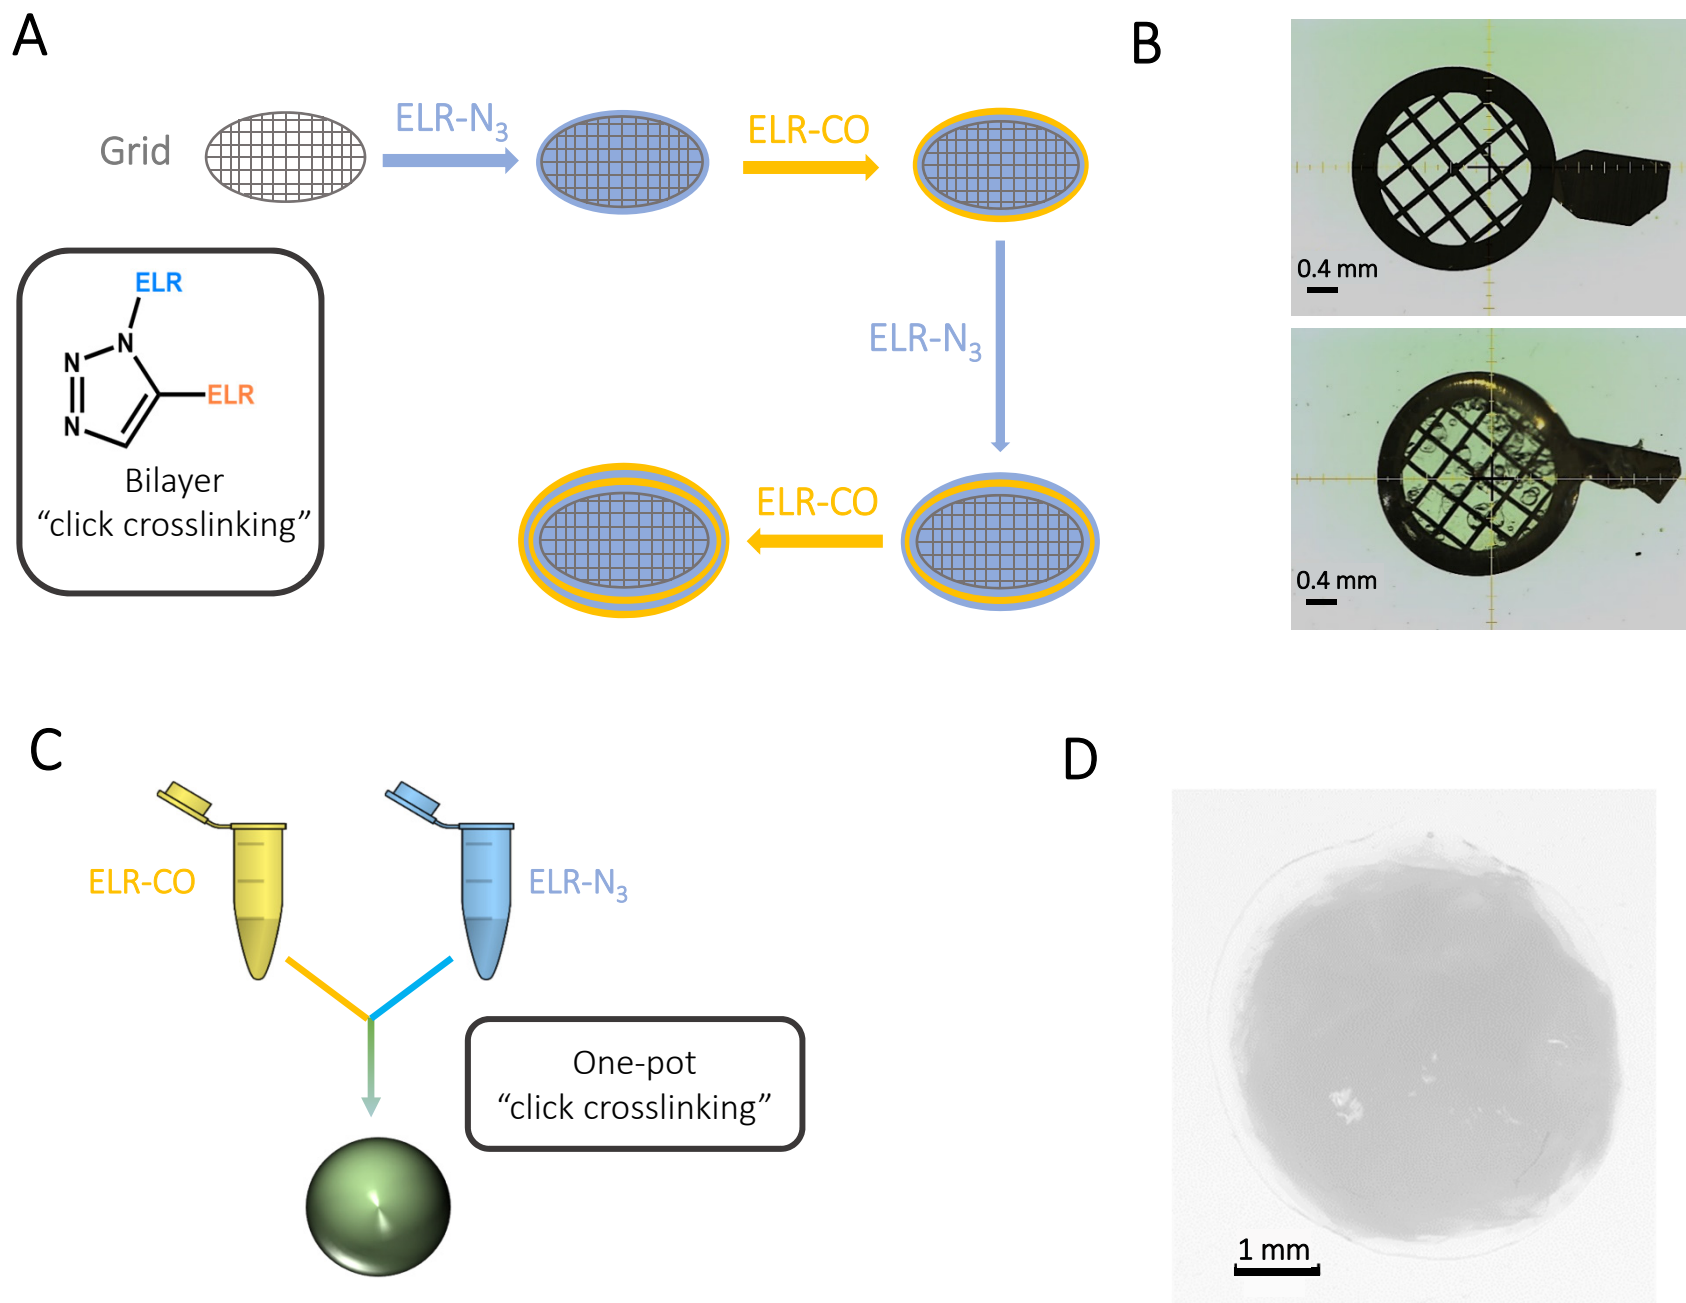 A
Grid
ELR-N₃
ELR-CO
ELR-N₃
ELR-CO
ELR
N
N
N
ELR
Bilayer
“click crosslinking”
B
0.4 mm
0.4 mm
C
ELR-CO
ELR-N₃
One-pot
“click crosslinking”
D
1 mm